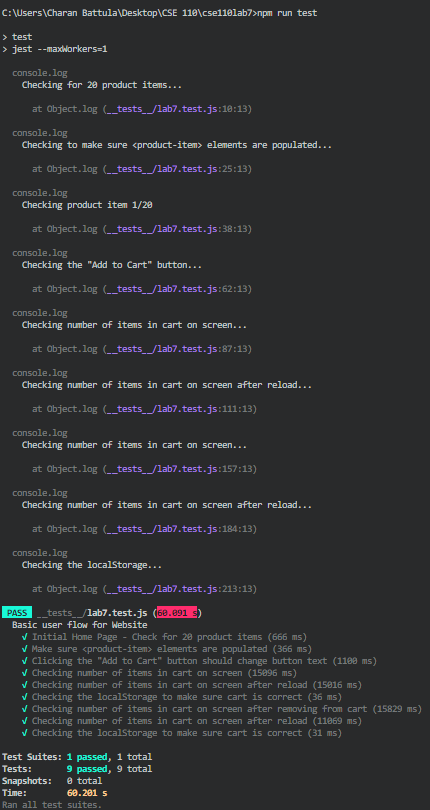 C:\Users\Charan Battula\Desktop\CSE 110\cse110lab7>npm run test
> test
> jest --maxWorkers=1
console.log
Checking for 20 product items...
at Object.log (__tests__/lab7.test.js:10:13)
console.log
Checking to make sure <product-item> elements are populated...
at Object.log (__tests__/lab7.test.js:25:13)
console.log
Checking product item 1/20
at Object.log (__tests__/lab7.test.js:38:13)
console.log
Checking the "Add to Cart" button...
at Object.log (__tests__/lab7.test.js:62:13)
console.log
Checking number of items in cart on screen...
at Object.log (__tests__/lab7.test.js:87:13)
console.log
Checking number of items in cart on screen after reload...
at Object.log (__tests__/lab7.test.js:111:13)
console.log
Checking number of items in cart on screen...
at Object.log (__tests__/lab7.test.js:157:13)
console.log
Checking number of items in cart on screen after reload...
at Object.log (__tests__/lab7.test.js:184:13)
console.log
Checking the localStorage...
at Object.log (__tests__/lab7.test.js:213:13)
PASS __tests__/lab7.test.js (60.091 s)
Basic user flow for Website
√ Initial Home Page - Check for 20 product items (666 ms)
√ Make sure <product-item> elements are populated (366 ms)
√ Clicking the "Add to Cart" button should change button text (1100 ms)
√ Checking number of items in cart on screen (15096 ms)
√ Checking number of items in cart on screen after reload (15016 ms)
√ Checking the localStorage to make sure cart is correct (36 ms)
√ Checking number of items in cart on screen after removing from cart (15829 ms)
√ Checking number of items in cart on screen after reload (11069 ms)
√ Checking the localStorage to make sure cart is correct (31 ms)
Test Suites: 1 passed, 1 total
Tests: 9 passed, 9 total
Snapshots: 0 total
Time: 60.201 s
Ran all test suites.